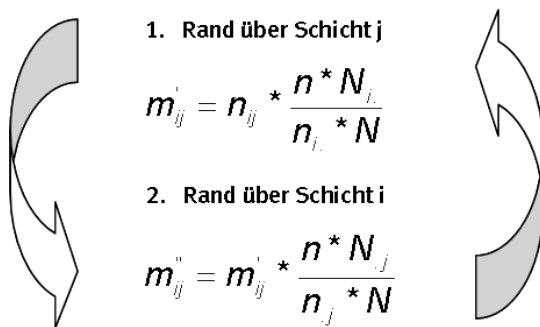 1. Rand über Schicht j
m'ij = nij * n * Ni. / ni. * N
2. Rand über Schicht i
m''ij = m'ij * n * N.j / n.j * N